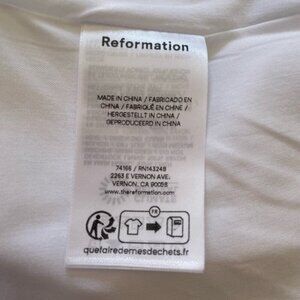 Reformation
MADE IN CHINA / FABRICADO EN
CHINA / FABRIQUÉ EN CHINE /
HERGESTELLT IN CHINA /
GEPRODUCEERD IN CHINA
74166 / RN143248
2263 E VERNON AVE.
VERNON, CA 90058
www.thereformation.com
FR
quefairedemesdechets.fr